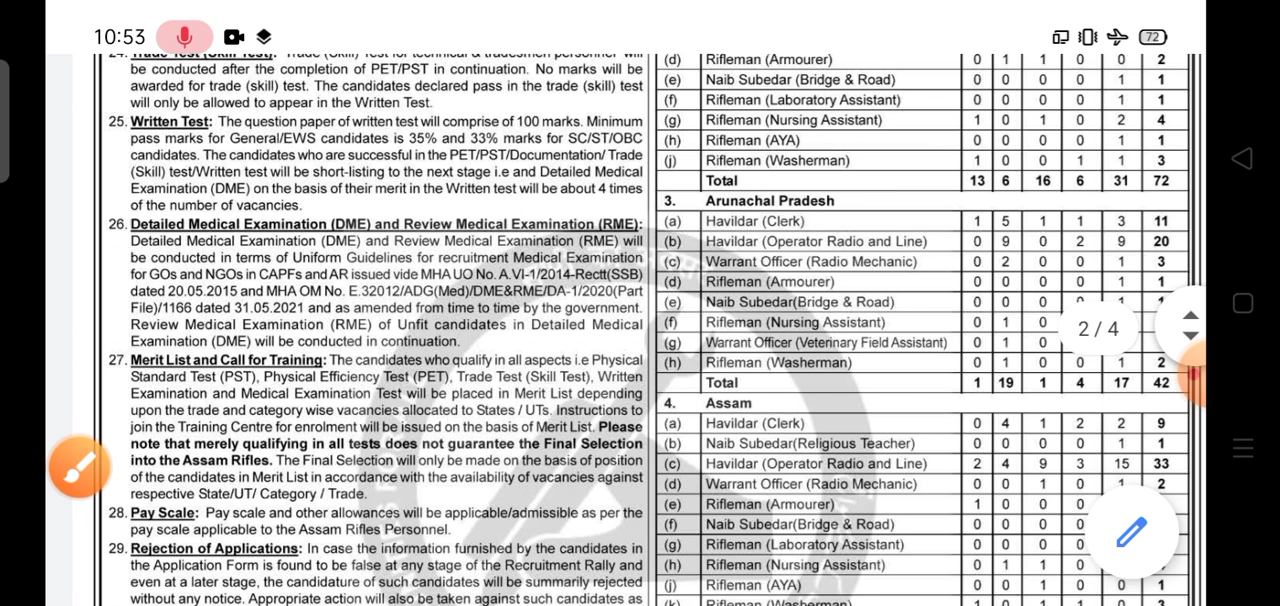 10:53
72
24. Trade Test (Skill Test): Trade (Skill) Test for technical & tradesmen personnel will
be conducted after the completion of PET/PST in continuation. No marks will be
awarded for trade (skill) test. The candidates declared pass in the trade (skill) test
will only be allowed to appear in the Written Test.
25. Written Test: The question paper of written test will comprise of 100 marks. Minimum
pass marks for General/EWS candidates is 35% and 33% marks for SC/ST/OBC
candidates. The candidates who are successful in the PET/PST/Documentation/ Trade
(Skill) test/Written test will be short-listing to the next stage i.e and Detailed Medical
Examination (DME) on the basis of their merit in the Written test will be about 4 times
of the number of vacancies.
26. Detailed Medical Examination (DME) and Review Medical Examination (RME):
Detailed Medical Examination (DME) and Review Medical Examination (RME) will
be conducted in terms of Uniform Guidelines for recruitment Medical Examination
for GOs and NGOs in CAPFs and AR issued vide MHA UO No. A.VI-1/2014-Rectt(SSB)
dated 20.05.2015 and MHA OM No. E.32012/ADG(Med)/DME&RME/DA-1/2020(Part
File)/1166 dated 31.05.2021 and as amended from time to time by the government.
Review Medical Examination (RME) of Unfit candidates in Detailed Medical
Examination (DME) will be conducted in continuation.
27. Merit List and Call for Training: The candidates who qualify in all aspects i.e Physical
Standard Test (PST), Physical Efficiency Test (PET), Trade Test (Skill Test), Written
Examination and Medical Examination Test will be placed in Merit List depending
upon the trade and category wise vacancies allocated to States / UTs. Instructions to
join the Training Centre for enrolment will be issued on the basis of Merit List. Please
note that merely qualifying in all tests does not guarantee the Final Selection
into the Assam Rifles. The Final Selection will only be made on the basis of position
of the candidates in Merit List in accordance with the availability of vacancies against
respective State/UT/ Category / Trade.
28. Pay Scale: Pay scale and other allowances will be applicable/admissible as per the
pay scale applicable to the Assam Rifles Personnel.
29. Rejection of Applications: In case the information furnished by the candidates in
the Application Form is found to be false at any stage of the Recruitment Rally and
even at a later stage, the candidature of such candidates will be summarily rejected
without any notice. Appropriate action will also be taken against such candidates as
(d) Rifleman (Armourer) 0 1 1 0 0 2
(e) Naib Subedar (Bridge & Road) 0 0 0 0 1 1
(f) Rifleman (Laboratory Assistant) 0 0 0 0 1 1
(g) Rifleman (Nursing Assistant) 1 0 1 0 2 4
(h) Rifleman (AYA) 0 0 0 0 1 1
(j) Rifleman (Washerman) 1 0 0 1 1 3
Total 13 6 16 6 31 72
3. Arunachal Pradesh
(a) Havildar (Clerk) 1 5 1 1 3 11
(b) Havildar (Operator Radio and Line) 0 9 0 2 9 20
(c) Warrant Officer (Radio Mechanic) 0 2 0 0 1 3
(d) Rifleman (Armourer) 0 0 0 0 1 1
(e) Naib Subedar(Bridge & Road) 0 0 0 0 1 1
(f) Rifleman (Nursing Assistant) 0 1 0
(g) Warrant Officer (Veterinary Field Assistant) 0 1 0
(h) Rifleman (Washerman) 0 1 0 0 1 2
Total 1 19 1 4 17 42
2 / 4
4. Assam
(a) Havildar (Clerk) 0 4 1 2 2 9
(b) Naib Subedar(Religious Teacher) 0 0 0 0 1 1
(c) Havildar (Operator Radio and Line) 2 4 9 3 15 33
(d) Warrant Officer (Radio Mechanic) 0 0 1 0 1 2
(e) Rifleman (Armourer) 1 0 0 0
(f) Naib Subedar(Bridge & Road) 0 0 0 0
(g) Rifleman (Laboratory Assistant) 0 0 0 0
(h) Rifleman (Nursing Assistant) 0 1 1 0
(j) Rifleman (AYA) 0 0 1 0 0 1
(k) Rifleman (Washerman) 1 0 1 0 0 3